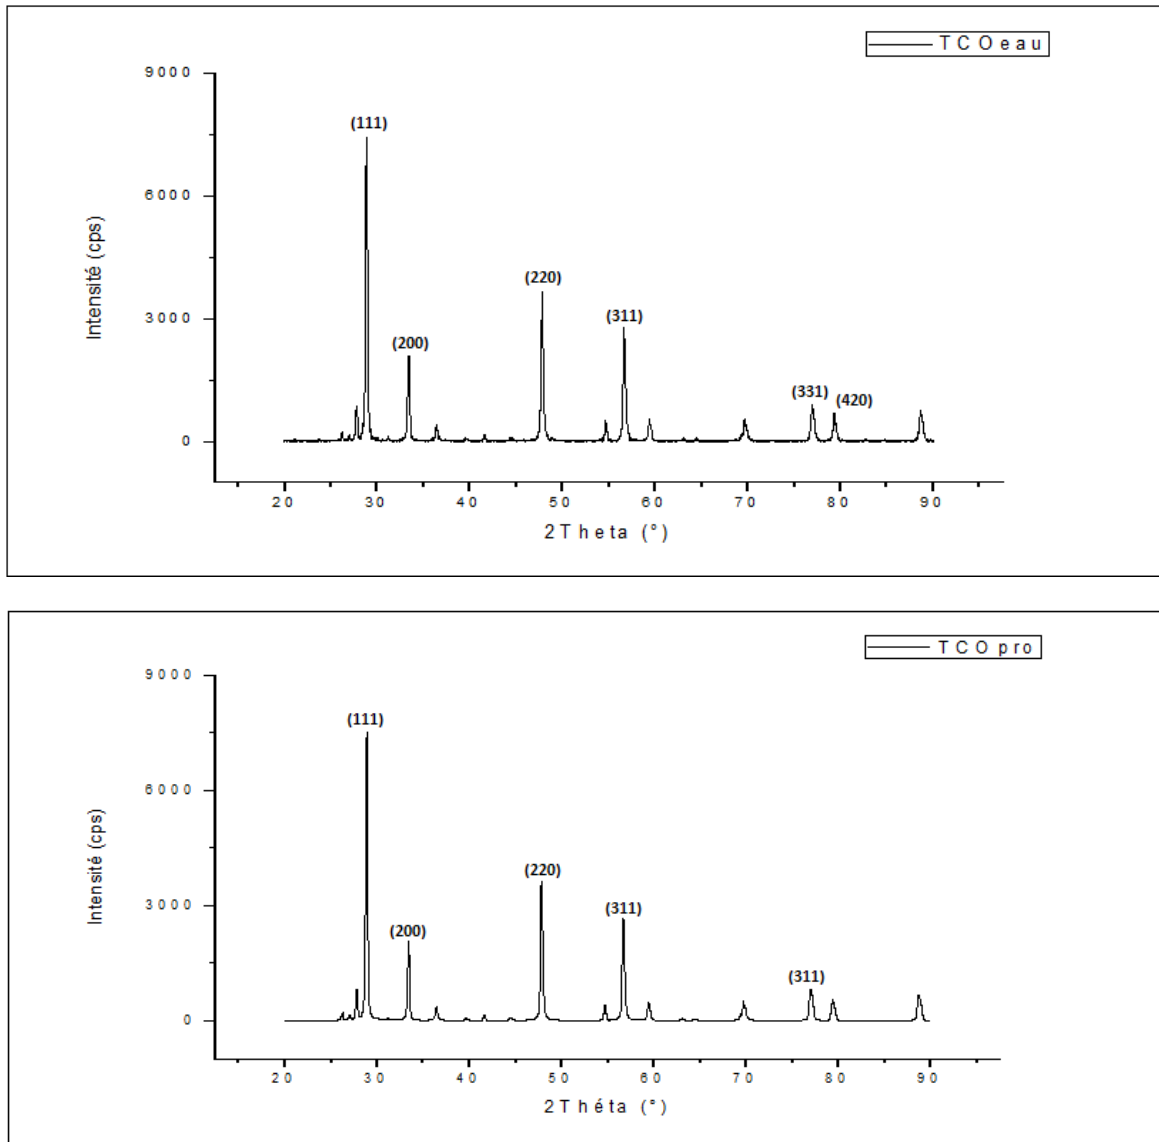 TCOeau
9000
(111)
6000
Intensité (cps)
(220)
3000
(311)
(200)
(331)
(420)
0
20 30 40 50 60 70 80 90
2Theta (°)
TCOpro
9000
(111)
6000
Intensité (cps)
(220)
3000
(311)
(200)
(311)
0
20 30 40 50 60 70 80 90
2Théta (°)